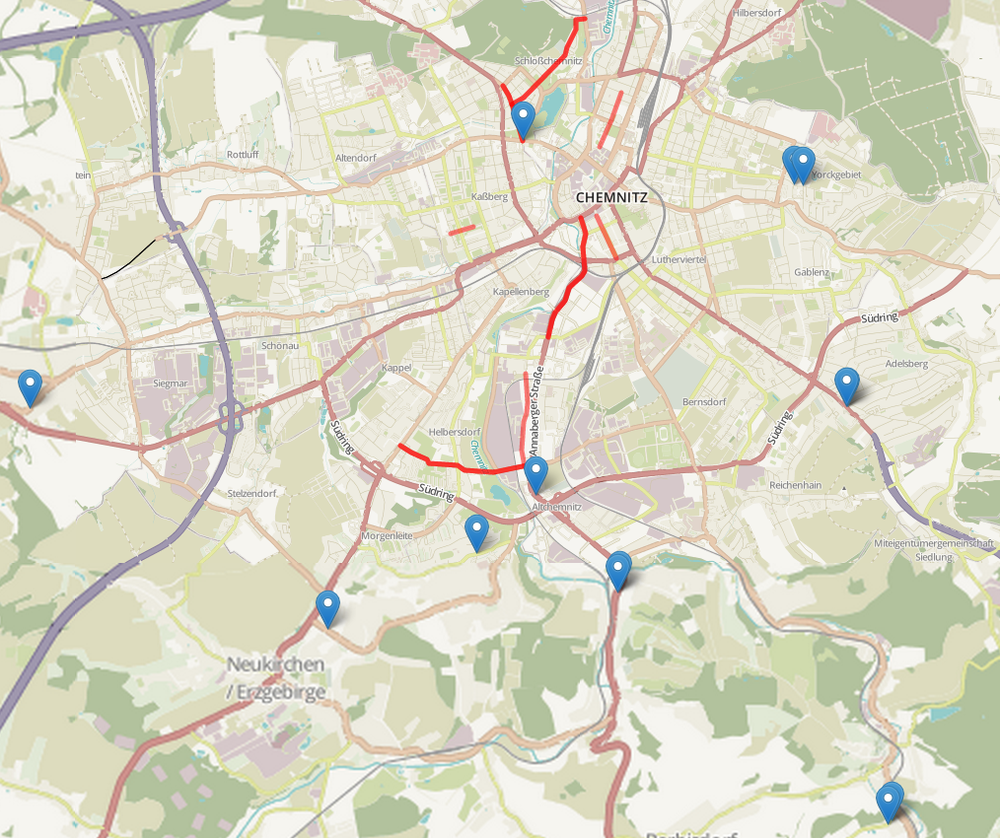 Chemnitz
Hilbersdorf
Schloßchemnitz
Rottluff
Altendorf
tein
Yorckgebiet
Kaßberg
CHEMNITZ
Lutherviertel
Gablenz
Kapellenberg
Südring
Schönau
Adelsberg
Kappel
Siegmar
Annaberger Straße
Bernsdorf
Helbersdorf
Südring
Südring
Chemnitz
Reichenhain
Stelzendorf
Südring
Altchemnitz
Morgenleite
Miteigentümergemeinschaft
Siedlung
Neukirchen
/ Erzgebirge